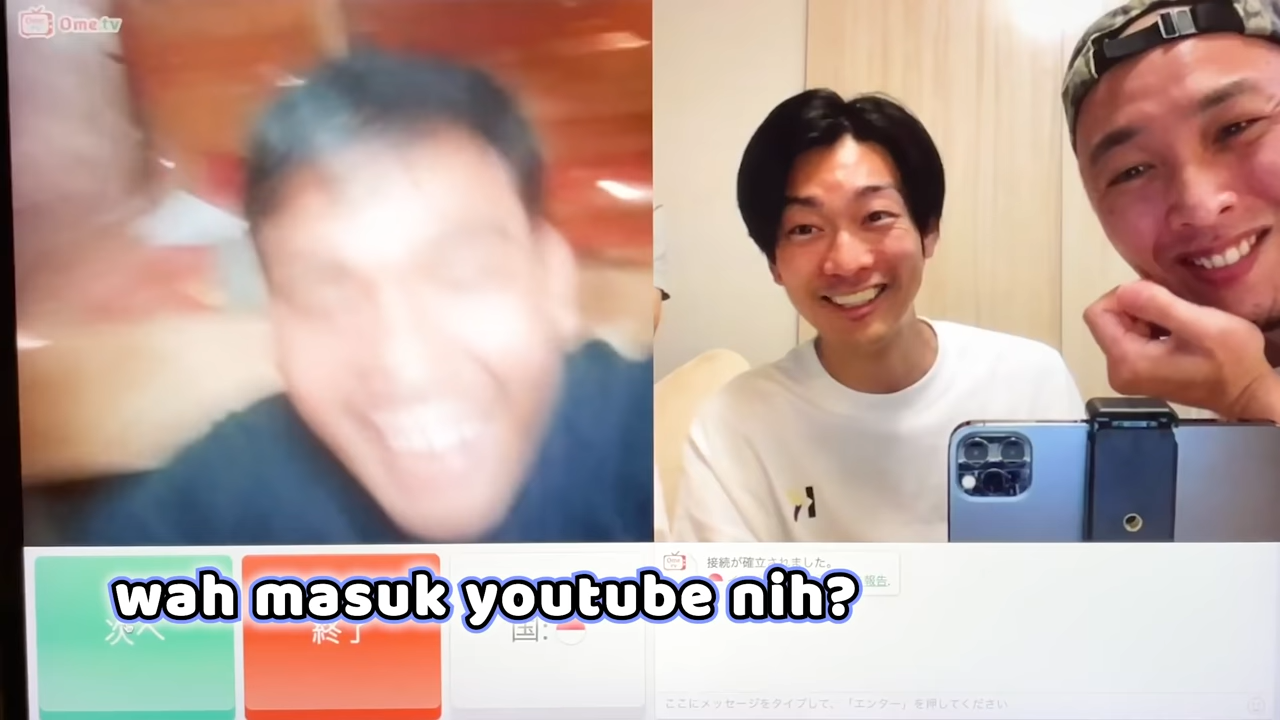 Ome.tv
接続が確立されました。
報告.
wah masuk youtube nih?
次へ
終了
国:
ここにメッセージをタイプして、「エンター」を押してください